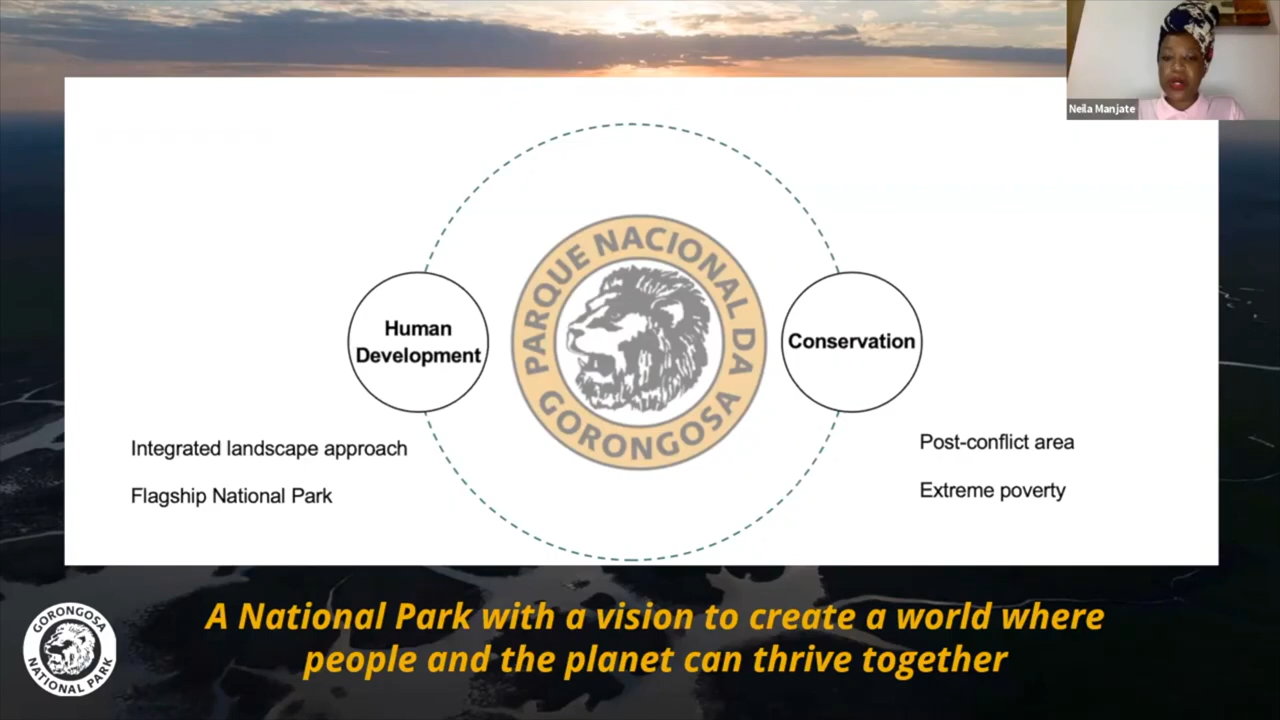 Neila Manjate
PARQUE NACIONAL DA
GORONGOSA
Human
Development
Conservation
Integrated landscape approach
Flagship National Park
Post-conflict area
Extreme poverty
A National Park with a vision to create a world where
people and the planet can thrive together
GORONGOSA
NATIONAL PARK